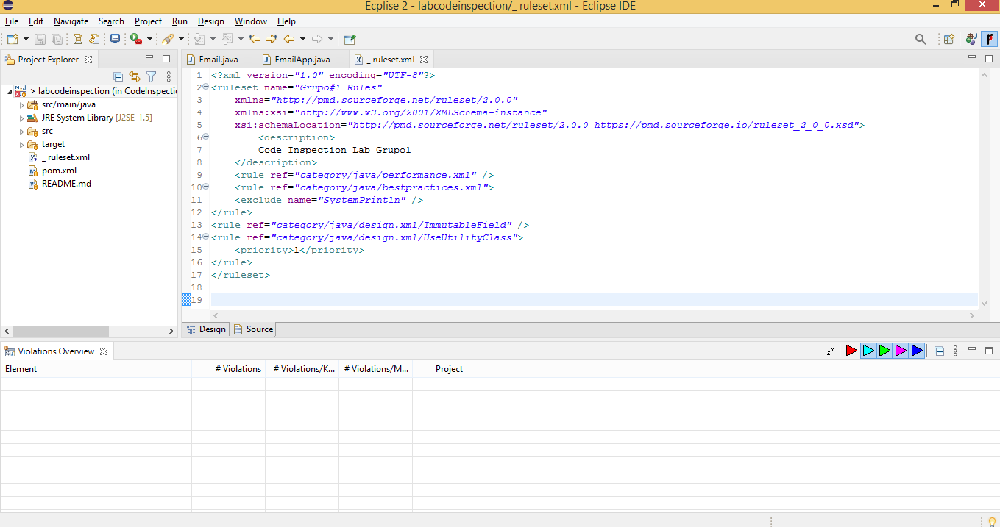 Ecplise 2 - labcodeinspection/_ ruleset.xml - Eclipse IDE
File Edit Navigate Search Project Run Design Window Help
Project Explorer
Email.java
EmailApp.java
_ ruleset.xml
> labcodeinspection (in CodeInspectic
src/main/java
JRE System Library [J2SE-1.5]
src
target
_ ruleset.xml
pom.xml
README.md
1 <?xml version="1.0" encoding="UTF-8"?>
2 <ruleset name="Grupo#1 Rules"
3 xmlns="http://pmd.sourceforge.net/ruleset/2.0.0"
4 xmlns:xsi="http://www.w3.org/2001/XMLSchema-instance"
5 xsi:schemaLocation="http://pmd.sourceforge.net/ruleset/2.0.0 https://pmd.sourceforge.io/ruleset_2_0_0.xsd">
6 <description>
7 Code Inspection Lab Grupo1
8 </description>
9 <rule ref="category/java/performance.xml" />
10 <rule ref="category/java/bestpractices.xml">
11 <exclude name="SystemPrintln" />
12 </rule>
13 <rule ref="category/java/design.xml/ImmutableField" />
14 <rule ref="category/java/design.xml/UseUtilityClass">
15 <priority>1</priority>
16 </rule>
17 </ruleset>
18
19
Design Source
Violations Overview
Element # Violations # Violations/K... # Violations/M... Project